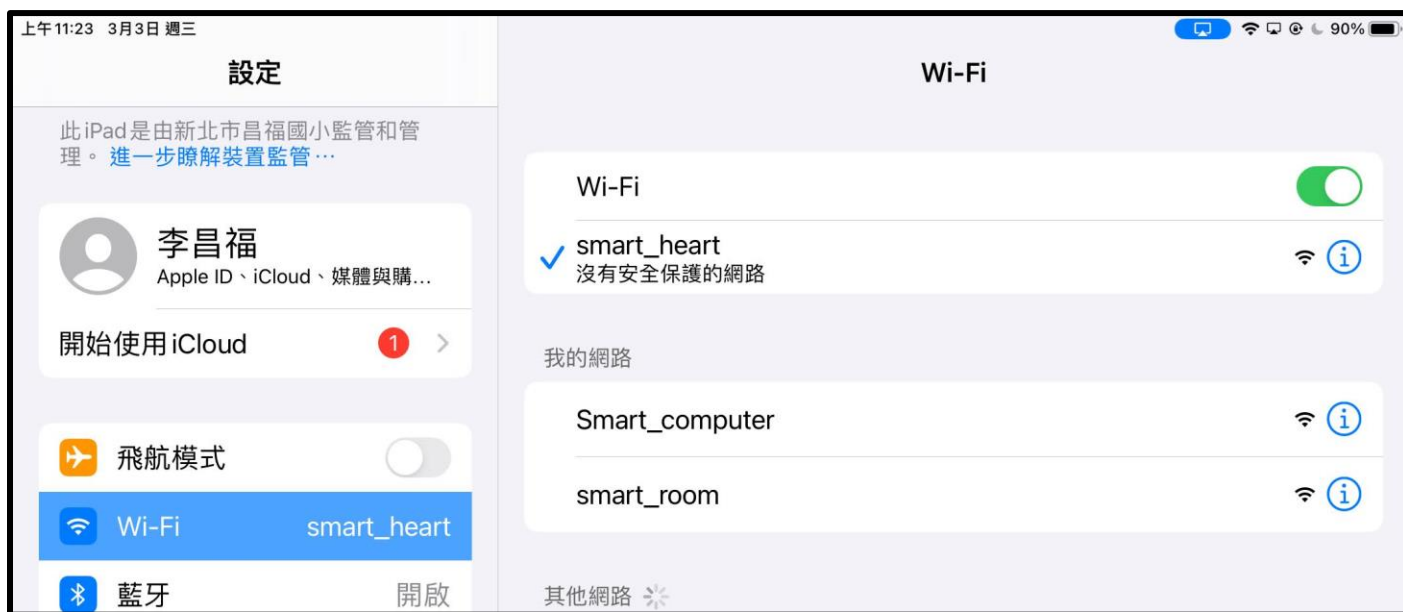 上午11:23 3月3日 週三
90%
設定
此iPad是由新北市昌福國小監管和管
理。進一步瞭解裝置監管…
李昌福
Apple ID、iCloud、媒體與購…
開始使用iCloud
1
飛航模式
Wi-Fi smart_heart
藍牙 開啟
Wi-Fi
Wi-Fi
smart_heart
沒有安全保護的網路
我的網路
Smart_computer
smart_room
其他網路